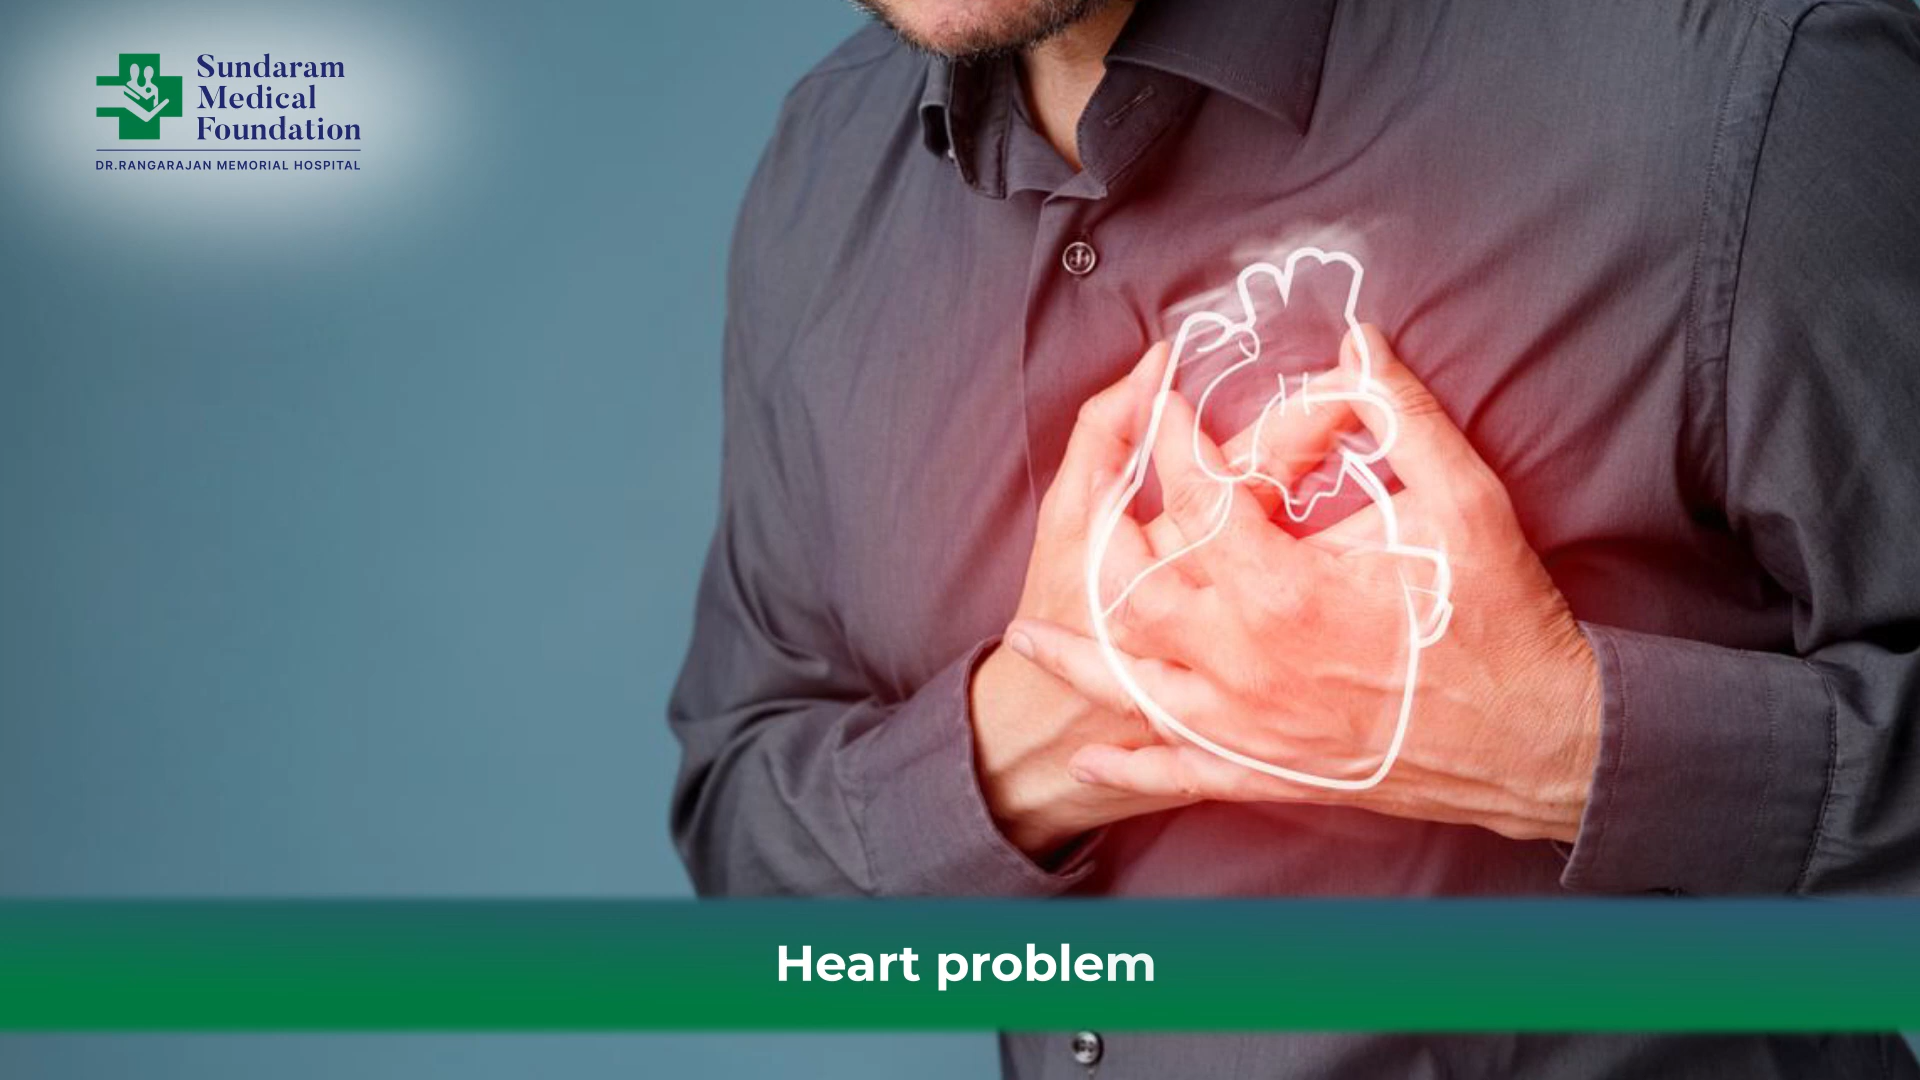 Sundaram
Medical
Foundation
DR.RANGARAJAN MEMORIAL HOSPITAL
Heart problem